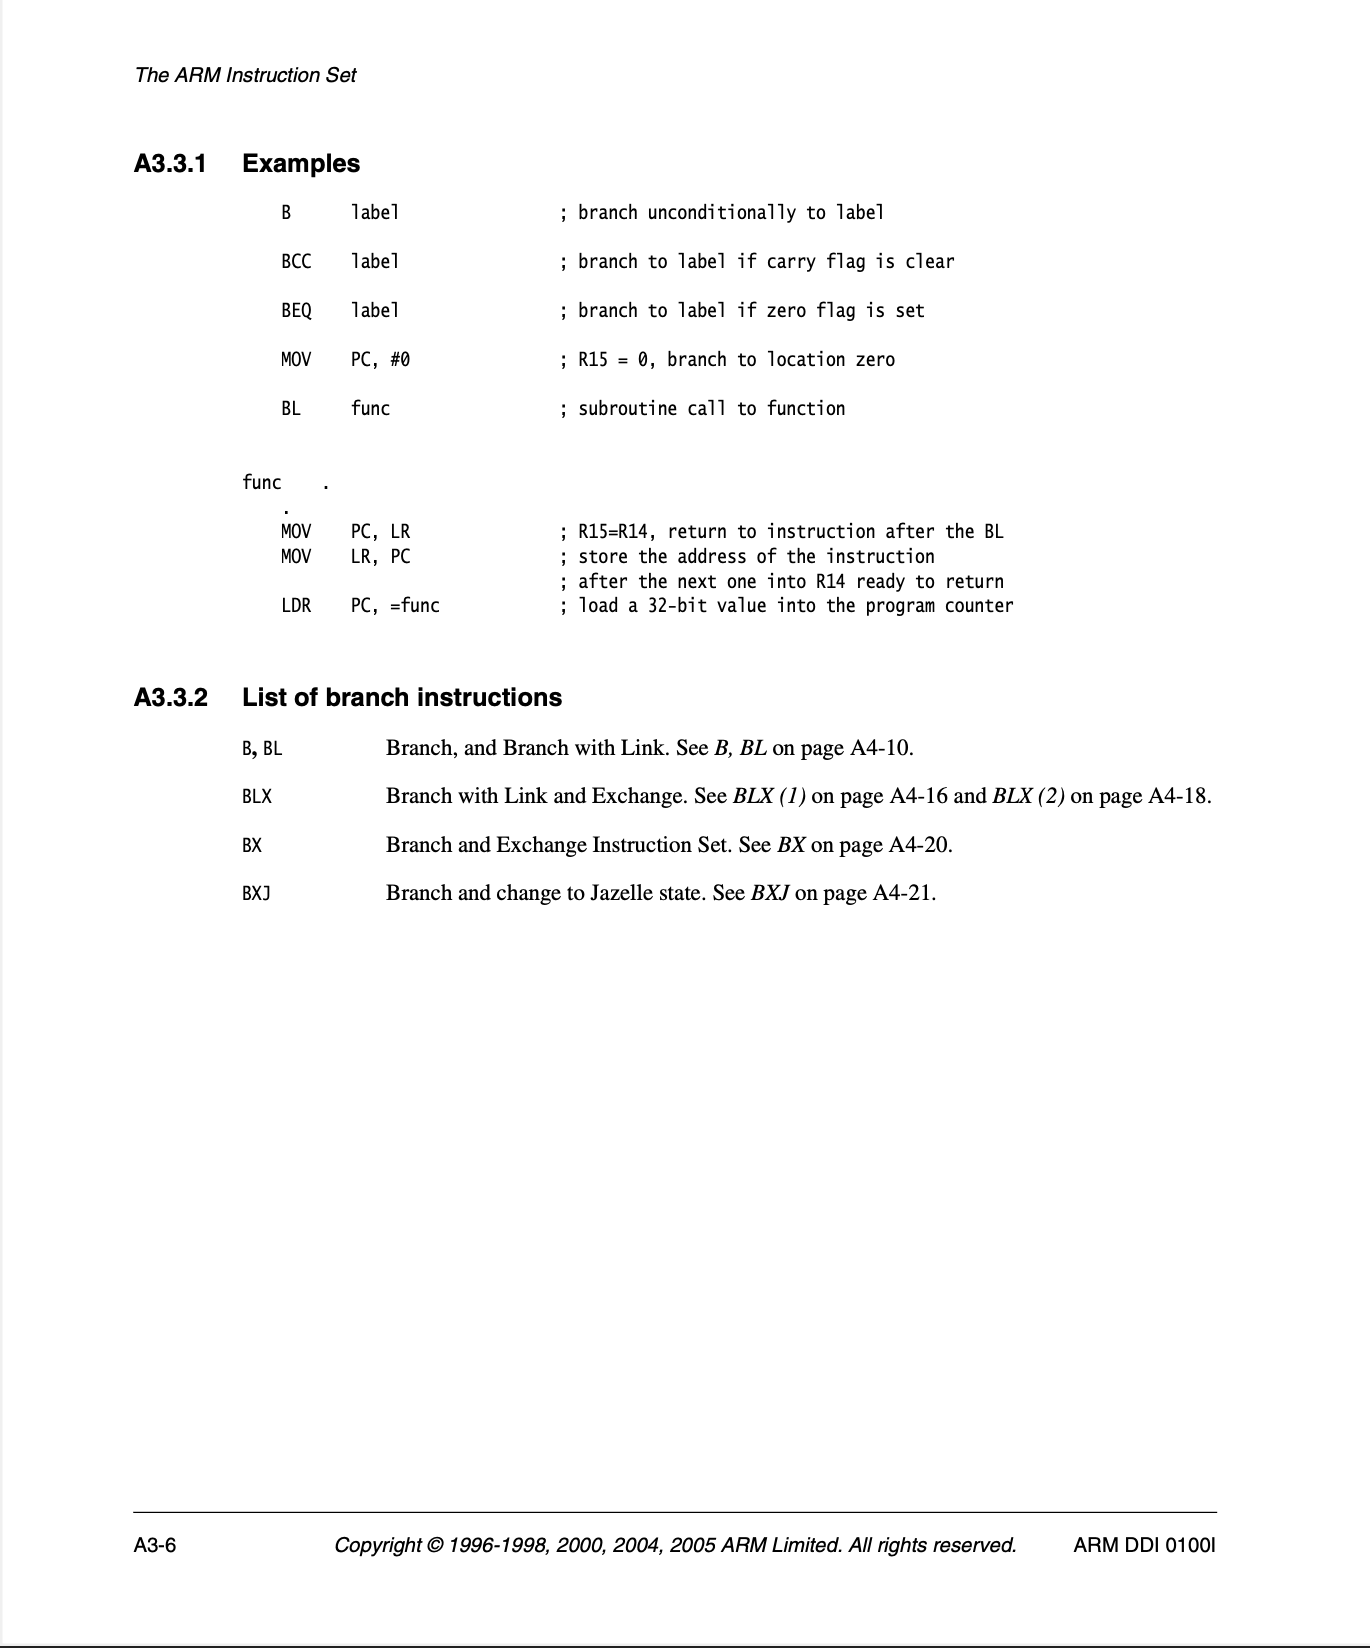 The ARM Instruction Set
A3.3.1 Examples
B label ; branch unconditionally to label
BCC label ; branch to label if carry flag is clear
BEQ label ; branch to label if zero flag is set
MOV PC, #0 ; R15 = 0, branch to location zero
BL func ; subroutine call to function
func .
.
MOV PC, LR ; R15=R14, return to instruction after the BL
MOV LR, PC ; store the address of the instruction
; after the next one into R14 ready to return
LDR PC, =func ; load a 32-bit value into the program counter
A3.3.2 List of branch instructions
B, BL Branch, and Branch with Link. See B, BL on page A4-10.
BLX Branch with Link and Exchange. See BLX (1) on page A4-16 and BLX (2) on page A4-18.
BX Branch and Exchange Instruction Set. See BX on page A4-20.
BXJ Branch and change to Jazelle state. See BXJ on page A4-21.
A3-6 Copyright © 1996-1998, 2000, 2004, 2005 ARM Limited. All rights reserved. ARM DDI 0100I